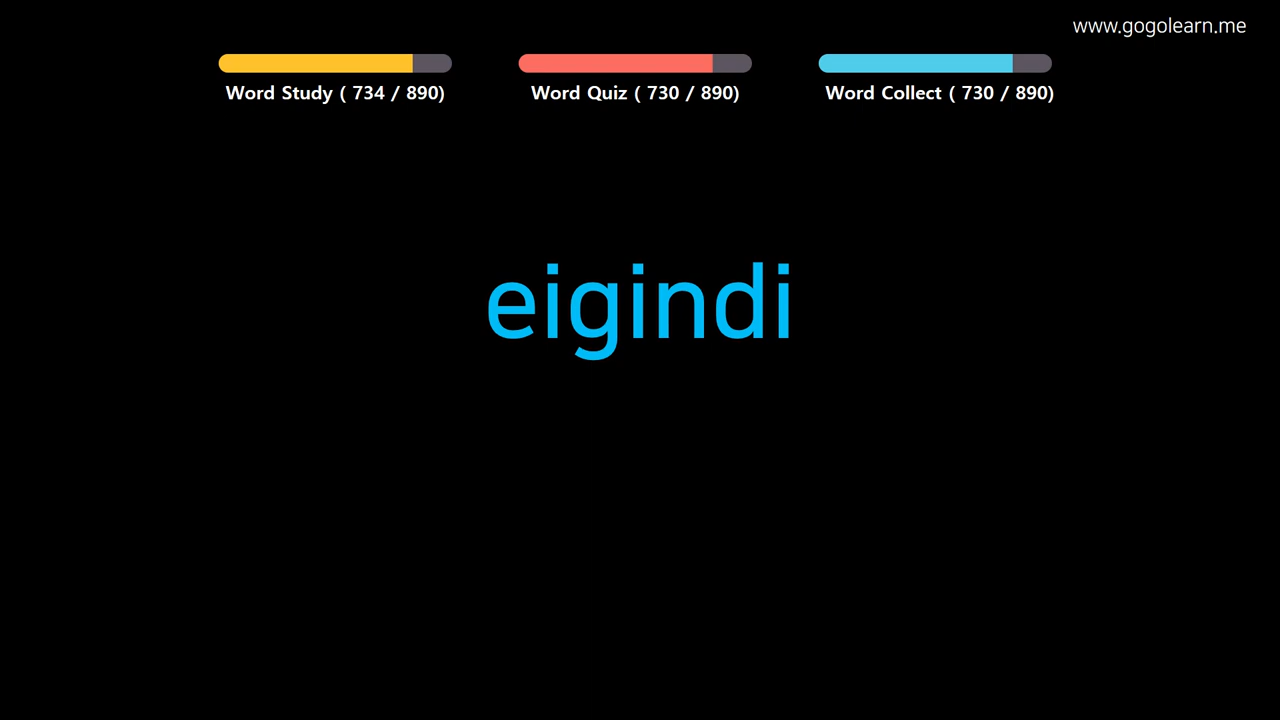 www.gogolearn.me
Word Study ( 734 / 890)
Word Quiz ( 730 / 890)
Word Collect ( 730 / 890)
eigindi